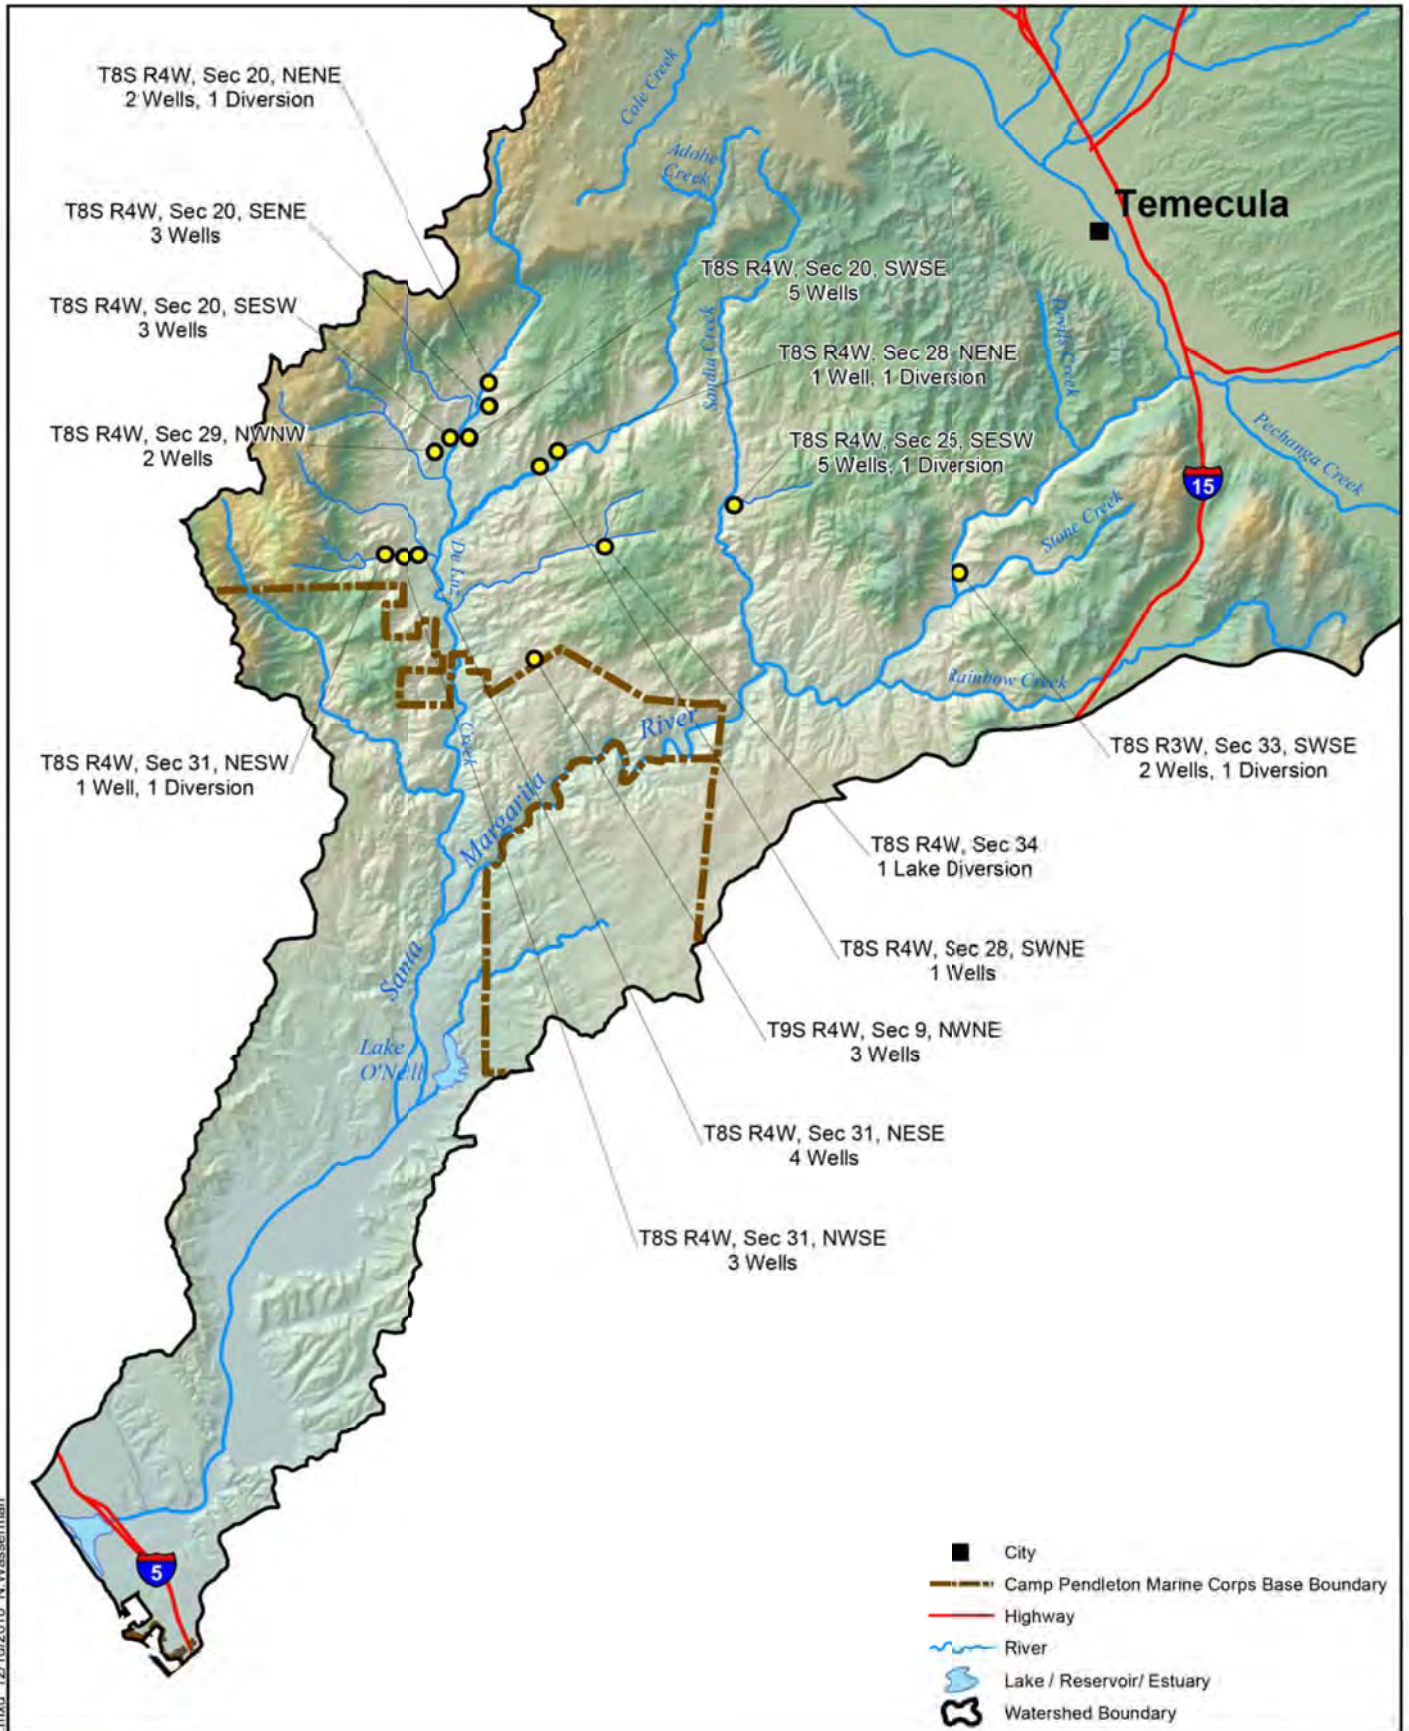 T8S R4W, Sec 20, NENE
2 Wells, 1 Diversion
Cole Creek
Adobe
Creek
Temecula
T8S R4W, Sec 20, SENE
3 Wells
T8S R4W, Sec 20, SWSE
5 Wells
T8S R4W, Sec 20, SESW
3 Wells
Sandia Creek
Devils Creek
T8S R4W, Sec 28, NENE
1 Well, 1 Diversion
T8S R4W, Sec 29, NWNW
2 Wells
T8S R4W, Sec 25, SESW
5 Wells, 1 Diversion
Pechanga Creek
15
Stone Creek
De Luz
Creek
Rainbow Creek
River
Margarita
Santa
T8S R4W, Sec 31, NESW
1 Well, 1 Diversion
T8S R3W, Sec 33, SWSE
2 Wells, 1 Diversion
T8S R4W, Sec 34
1 Lake Diversion
T8S R4W, Sec 28, SWNE
1 Wells
T9S R4W, Sec 9, NWNE
3 Wells
Lake
O'Neill
T8S R4W, Sec 31, NESE
4 Wells
T8S R4W, Sec 31, NWSE
3 Wells
5
City
Camp Pendleton Marine Corps Base Boundary
Highway
River
Lake / Reservoir/ Estuary
Watershed Boundary
N.Wasserman